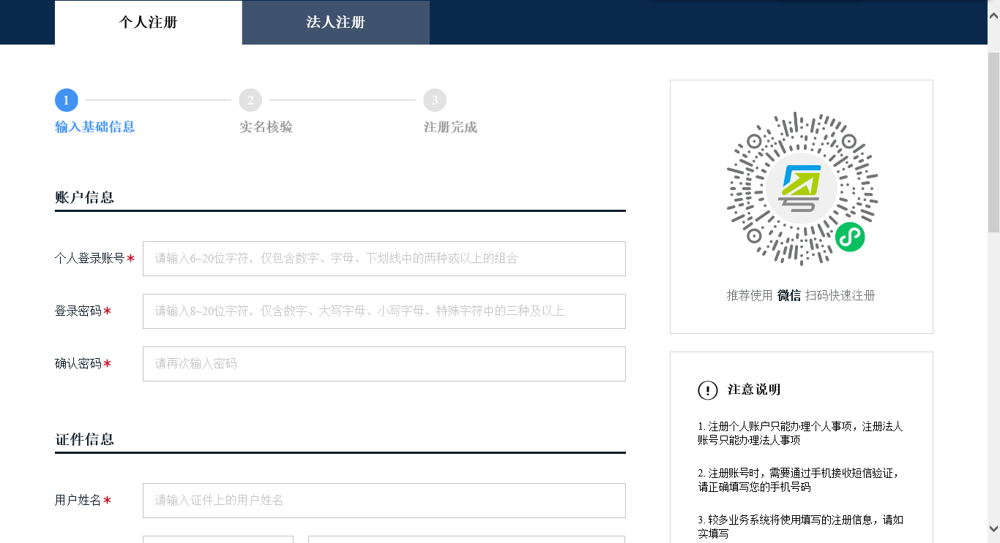 个人注册
法人注册
1
2
3
输入基础信息
实名核验
注册完成
账户信息
个人登录账号*
请输入6~20位字符，仅包含数字、字母、下划线中的两种或以上的组合
登录密码*
请输入8~20位字符，仅含数字、大写字母、小写字母、特殊字符中的三种及以上
确认密码*
请再次输入密码
证件信息
用户姓名*
请输入证件上的用户姓名
推荐使用 微信 扫码快速注册
注意说明
1. 注册个人账户只能办理个人事项，注册法人
账号只能办理法人事项
2. 注册账号时，需要通过手机接收短信验证，
请正确填写您的手机号码
3. 较多业务系统将使用填写的注册信息，请如
实填写